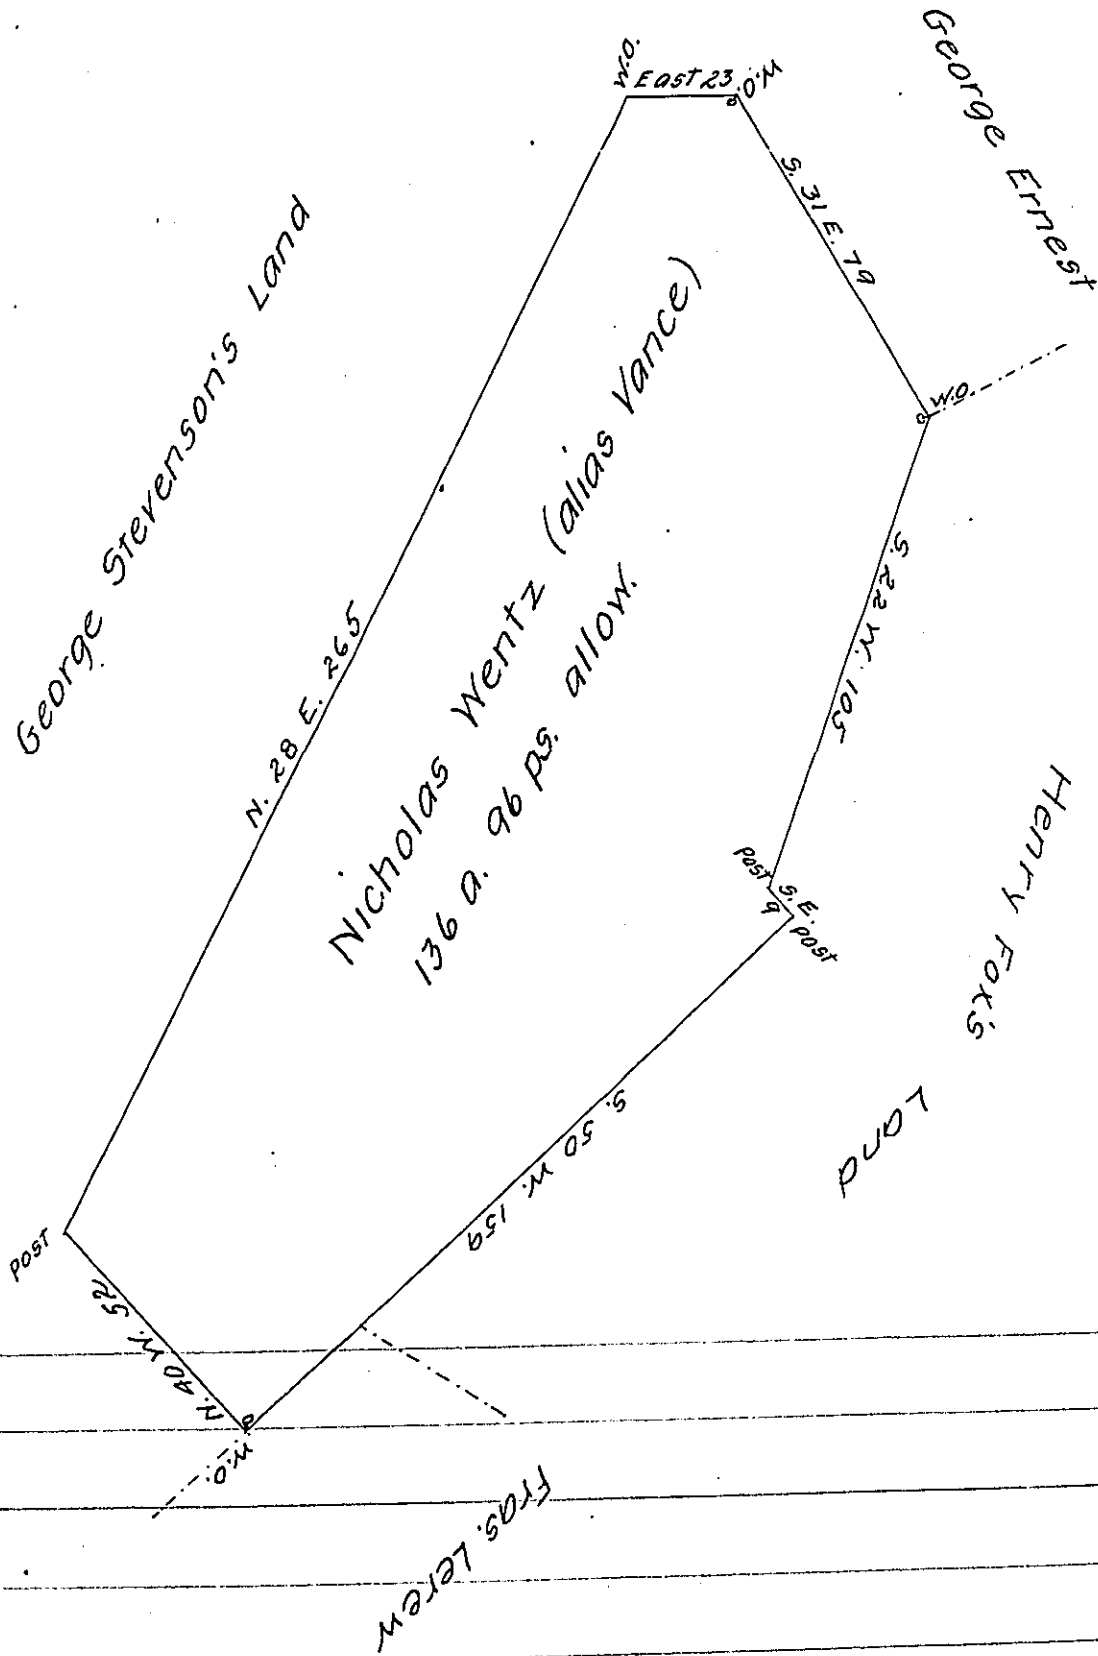 George Ernest
W.O.
East 23
W.O.
S. 31 E. 79
W.O.
George Stevenson's Land
N. 28 E. 265
Nicholas Wentz (alias Vance)
136 a. 96 ps. allow.
S. 22 W. 105
post
S. E.
9
post
Henry Fox's
Land
S. 50 W. 159
post
N. 40 W. 52
W.O.
Fras. Lerew